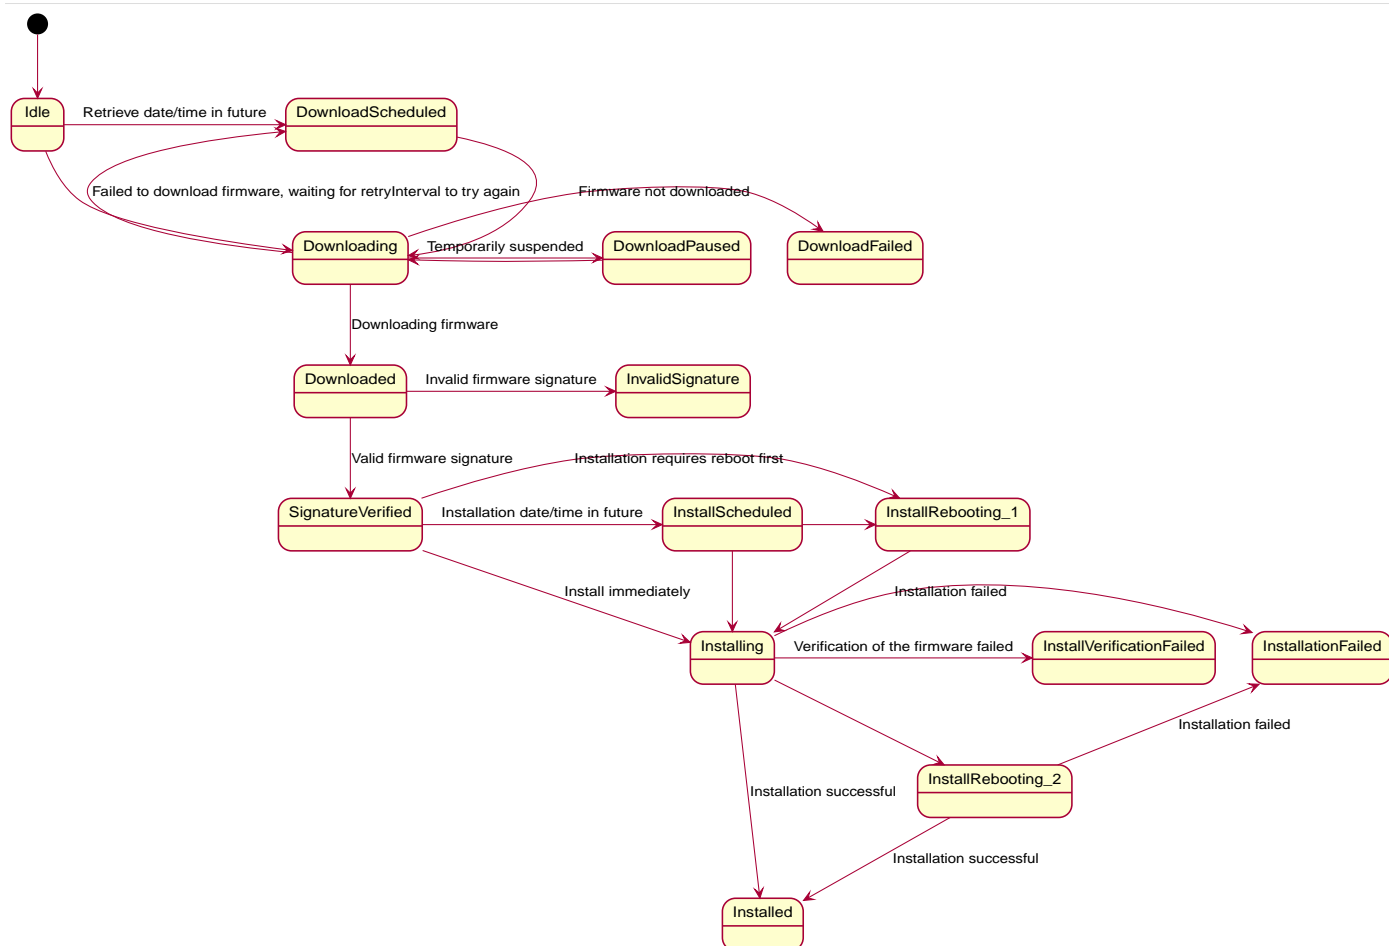 Idle
Retrieve date/time in future
DownloadScheduled
Failed to download firmware, waiting for retryInterval to try again
Firmware not downloaded
Downloading
Temporarily suspended
DownloadPaused
DownloadFailed
Downloading firmware
Downloaded
Invalid firmware signature
InvalidSignature
Valid firmware signature
Installation requires reboot first
SignatureVerified
Installation date/time in future
InstallScheduled
InstallRebooting_1
Install immediately
Installation failed
Installing
Verification of the firmware failed
InstallVerificationFailed
InstallationFailed
Installation failed
InstallRebooting_2
Installation successful
Installation successful
Installed